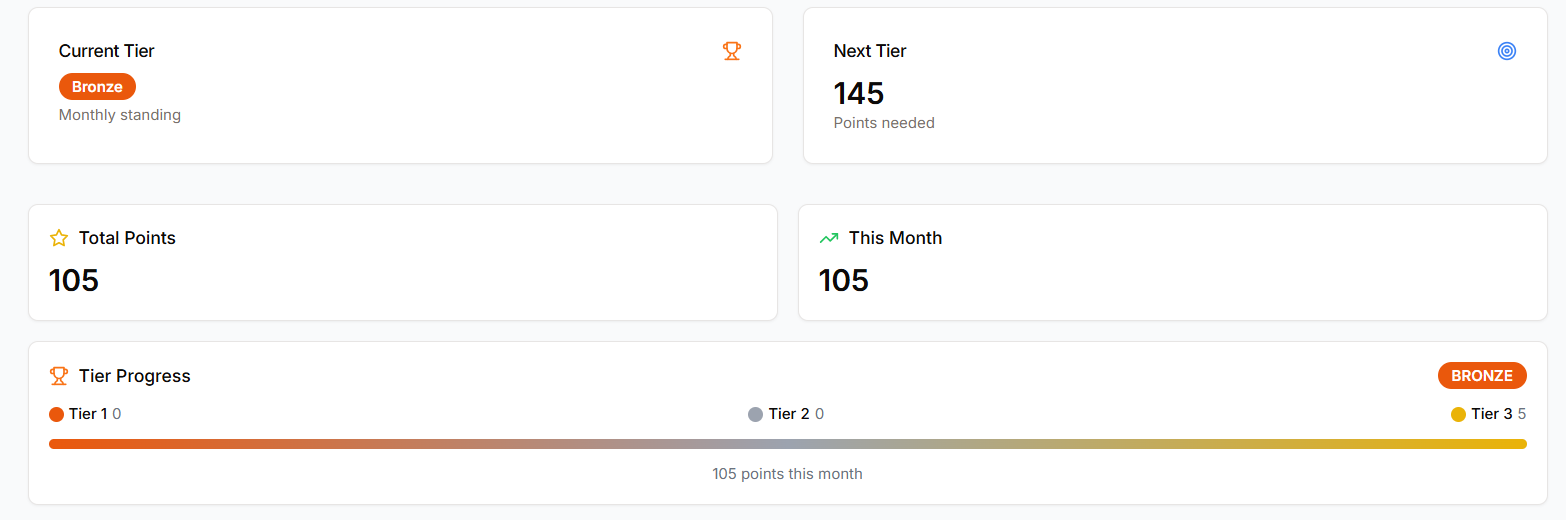 Current Tier
Bronze
Monthly standing
Next Tier
145
Points needed
Total Points
105
This Month
105
Tier Progress
BRONZE
Tier 1 0
Tier 2 0
Tier 3 5
105 points this month